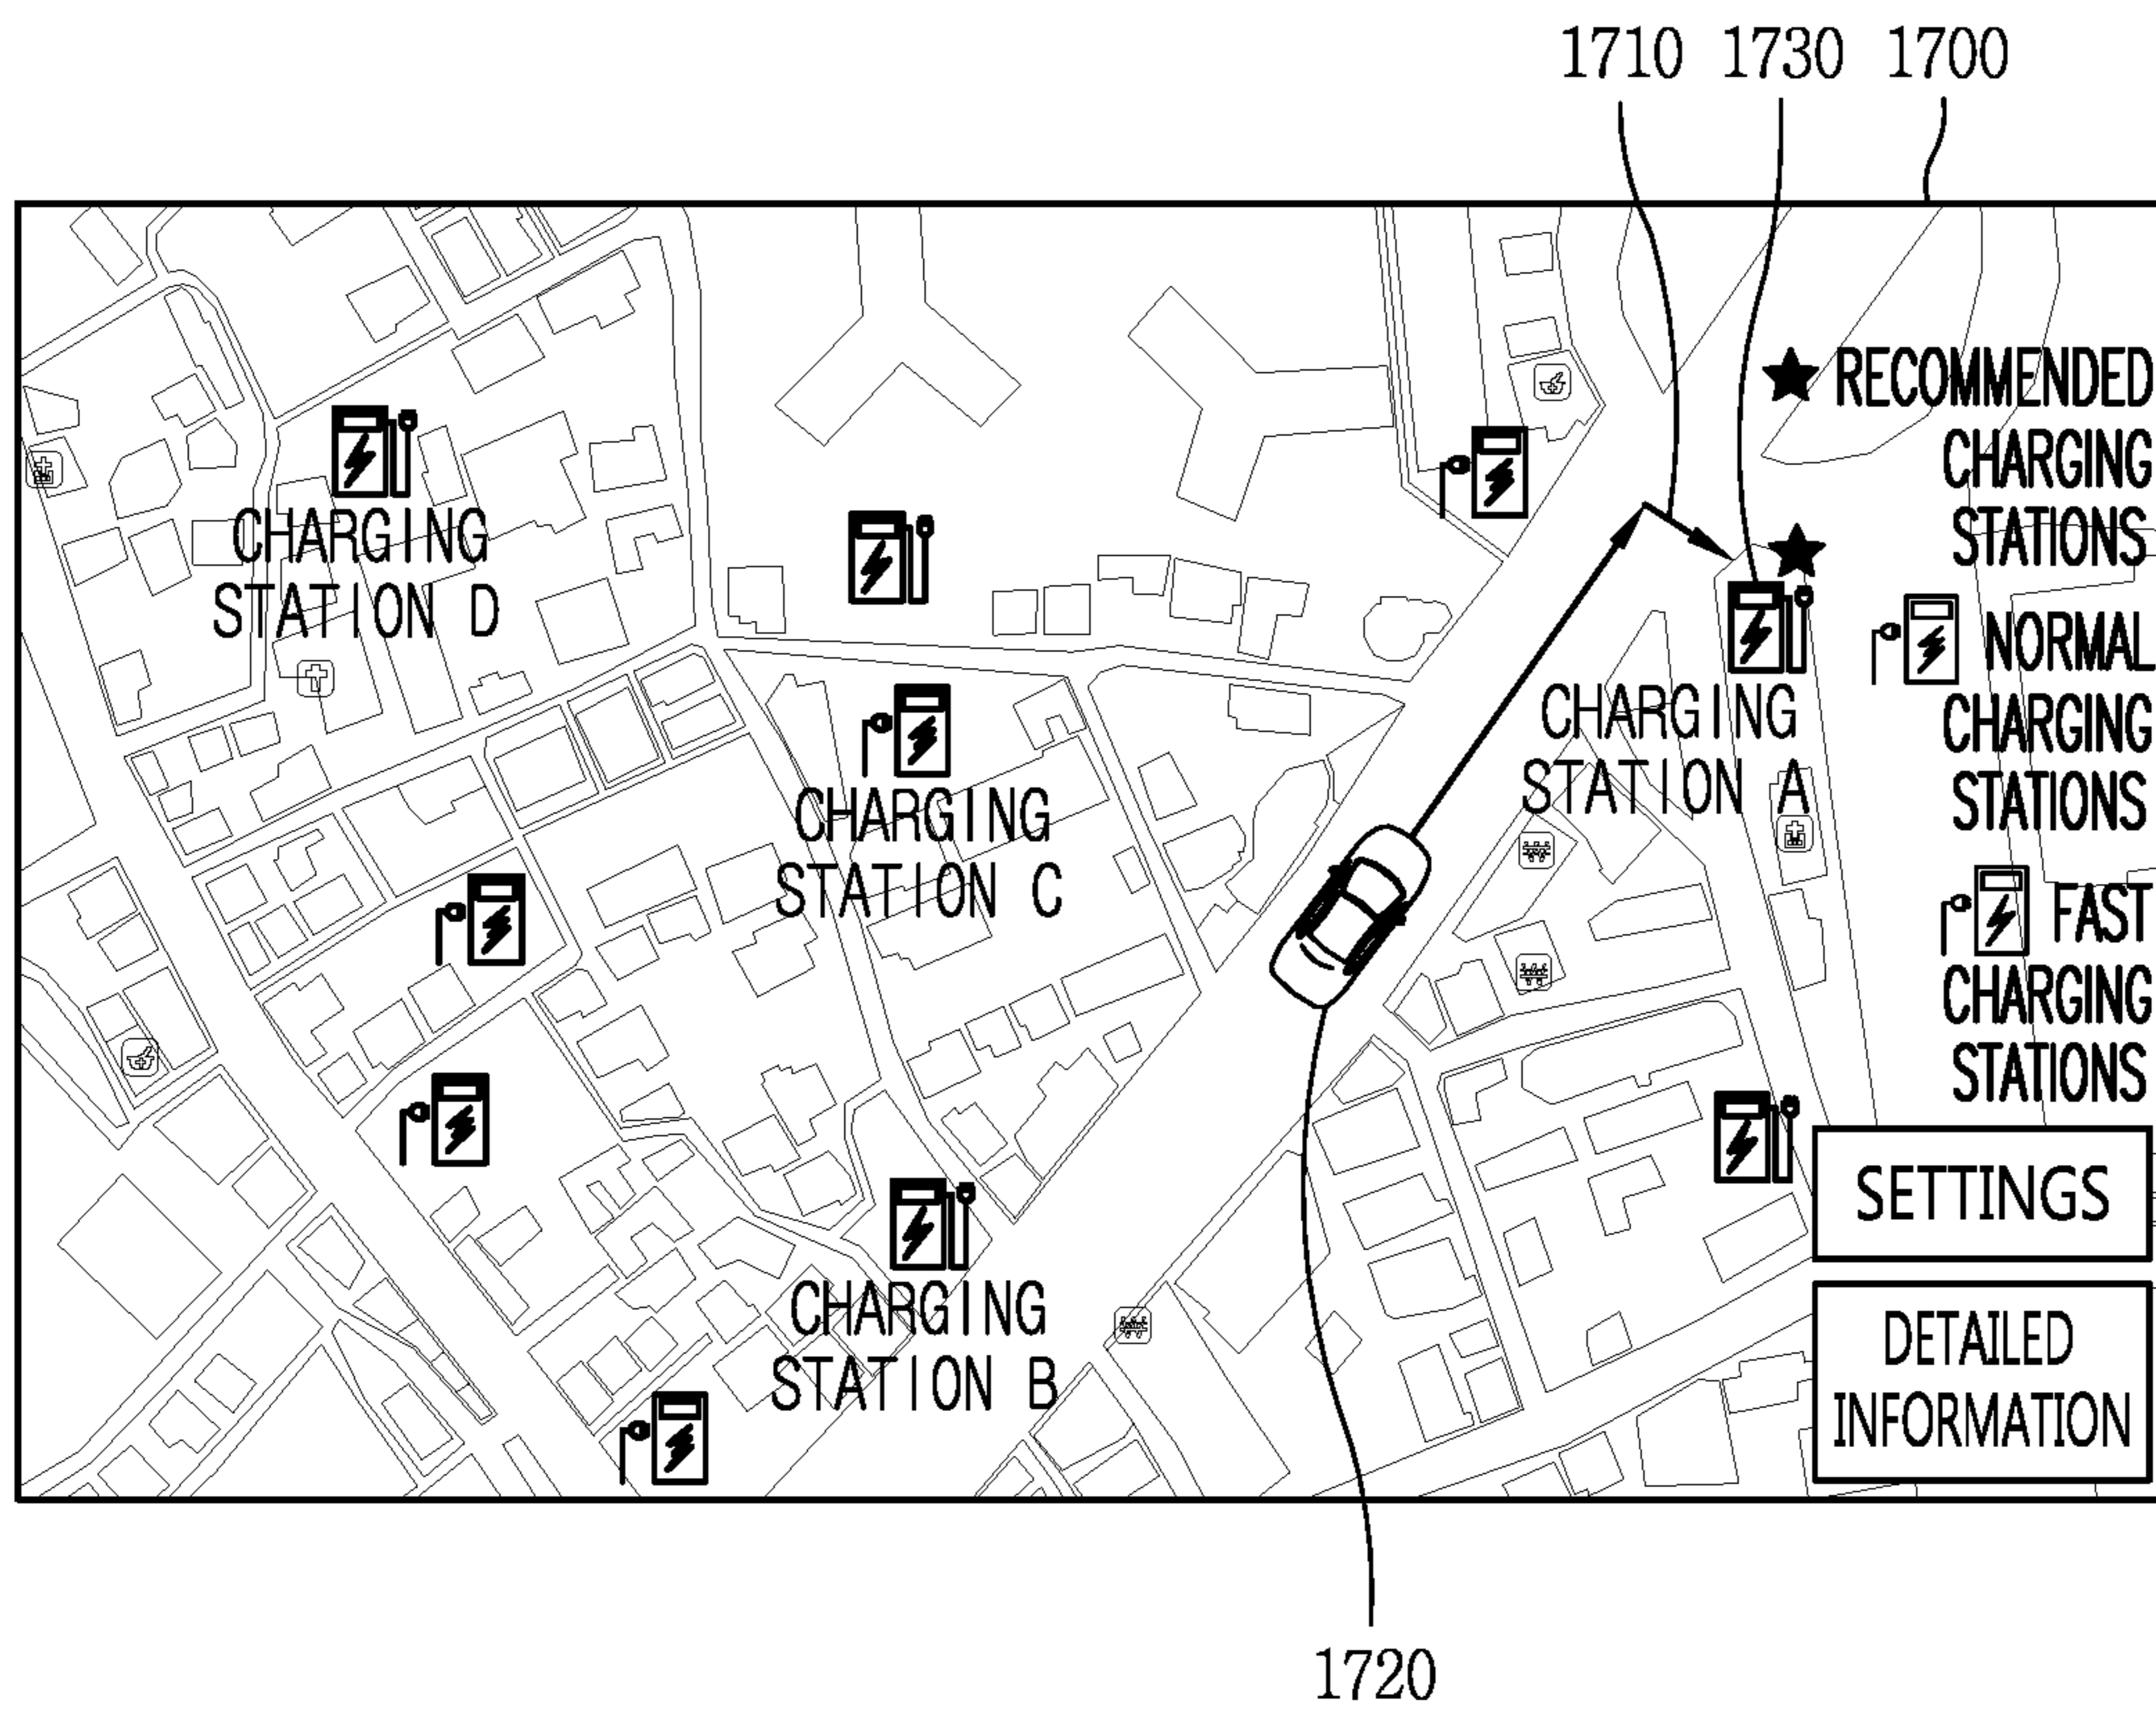 1710 1730 1700
★ RECOMMENDED
CHARGING
STATIONS
NORMAL
CHARGING
STATIONS
FAST
CHARGING
STATIONS
CHARGING
STATION D
CHARGING
STATION A
CHARGING
STATION C
CHARGING
STATION B
SETTINGS
DETAILED
INFORMATION
1720